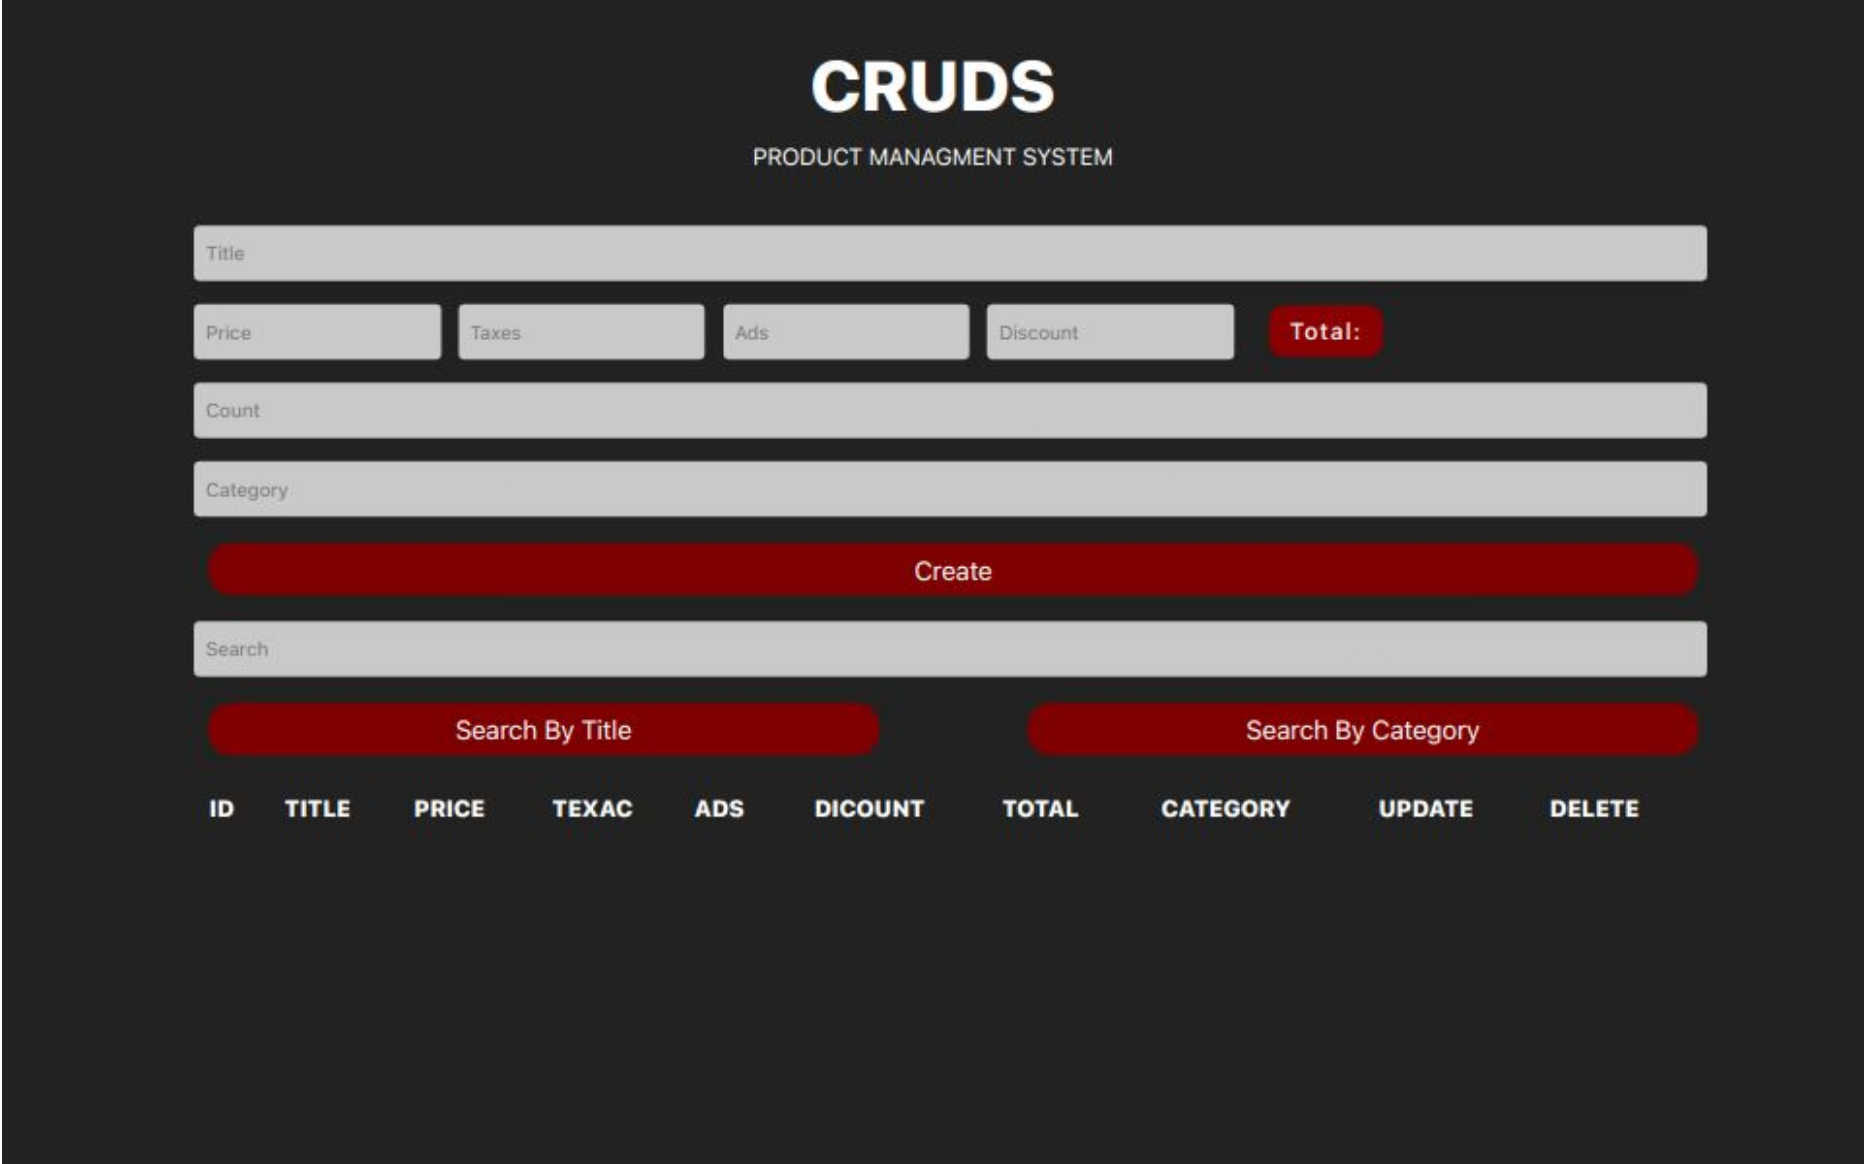 CRUDS
PRODUCT MANAGMENT SYSTEM
Title
Price Taxes Ads Discount Total:
Count
Category
Create
Search
Search By Title Search By Category
ID TITLE PRICE TEXAC ADS DICOUNT TOTAL CATEGORY UPDATE DELETE